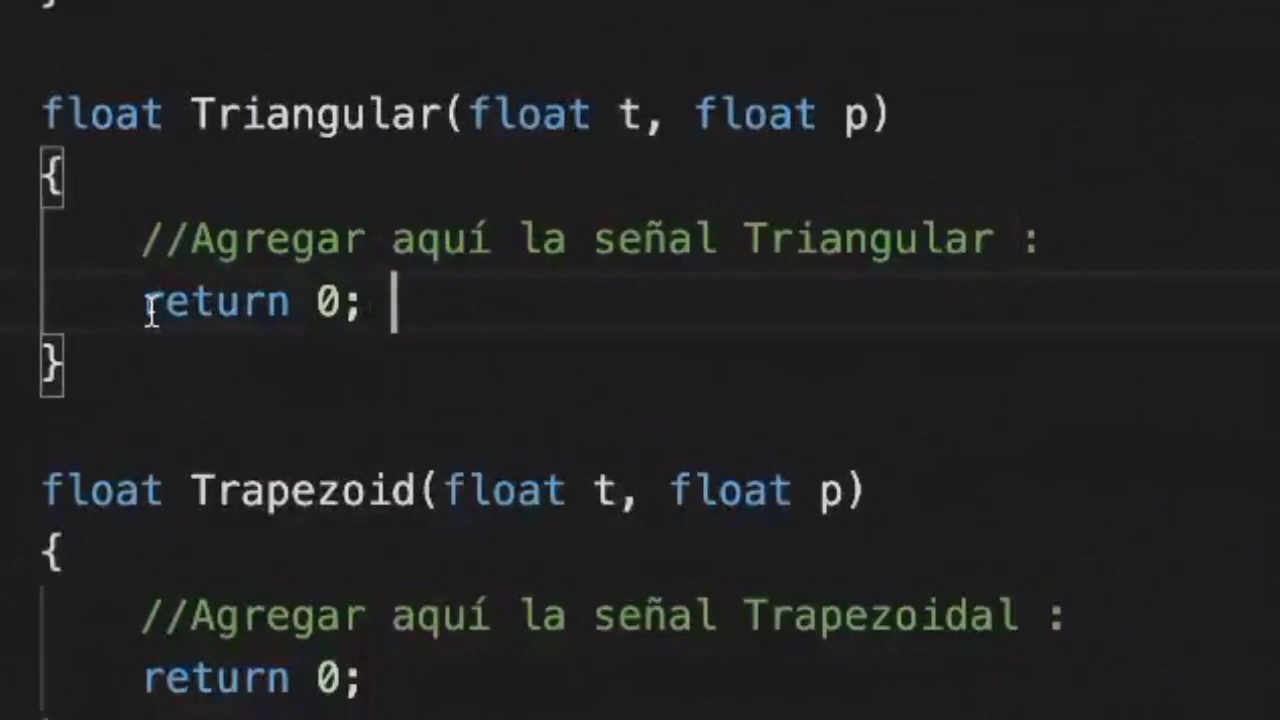 }
float Triangular(float t, float p)
{
//Agregar aquí la señal Triangular :
return 0;
}
float Trapezoid(float t, float p)
{
//Agregar aquí la señal Trapezoidal :
return 0;